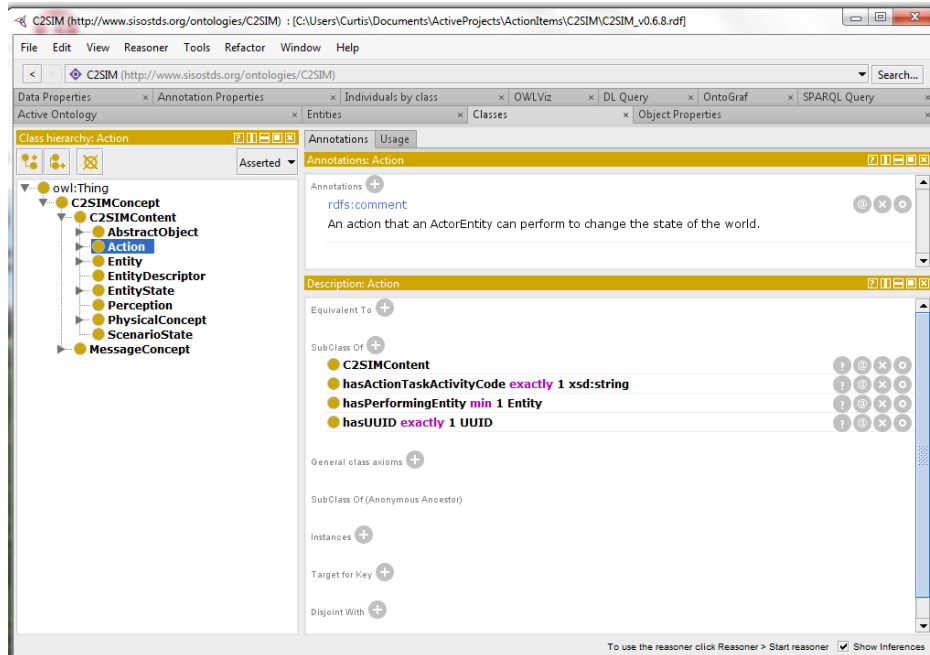 C2SIM (http://www.sisostds.org/ontologies/C2SIM) : [C:\Users\Curtis\Documents\ActiveProjects\ActionItems\C2SIM\C2SIM_v0.6.8.rdf]
File Edit View Reasoner Tools Refactor Window Help
< > C2SIM (http://www.sisostds.org/ontologies/C2SIM) Search...
Data Properties × Annotation Properties × Individuals by class × OWLViz × DL Query × OntoGraf × SPARQL Query ×
Active Ontology × Entities × Classes × Object Properties ×
Class hierarchy: Action
Asserted
owl:Thing
C2SIMConcept
C2SIMContent
AbstractObject
Action
Entity
EntityDescriptor
EntityState
Perception
PhysicalConcept
ScenarioState
MessageConcept
Annotations Usage
Annotations: Action
Annotations
rdfs:comment
An action that an ActorEntity can perform to change the state of the world.
Description: Action
Equivalent To
SubClass Of
C2SIMContent
hasActionTaskActivityCode exactly 1 xsd:string
hasPerformingEntity min 1 Entity
hasUUID exactly 1 UUID
General class axioms
SubClass Of (Anonymous Ancestor)
Instances
Target for Key
Disjoint With
To use the reasoner click Reasoner > Start reasoner Show Inferences